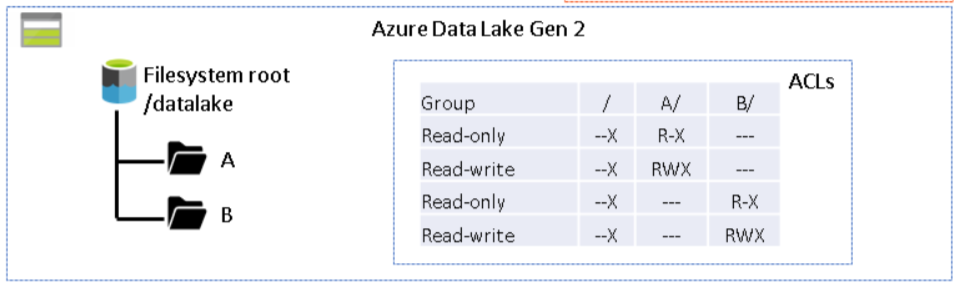 Azure Data Lake Gen 2
Filesystem root
/datalake
A
B
ACLs
Group / A/ B/
Read-only --X R-X ---
Read-write --X RWX ---
Read-only --X --- R-X
Read-write --X --- RWX